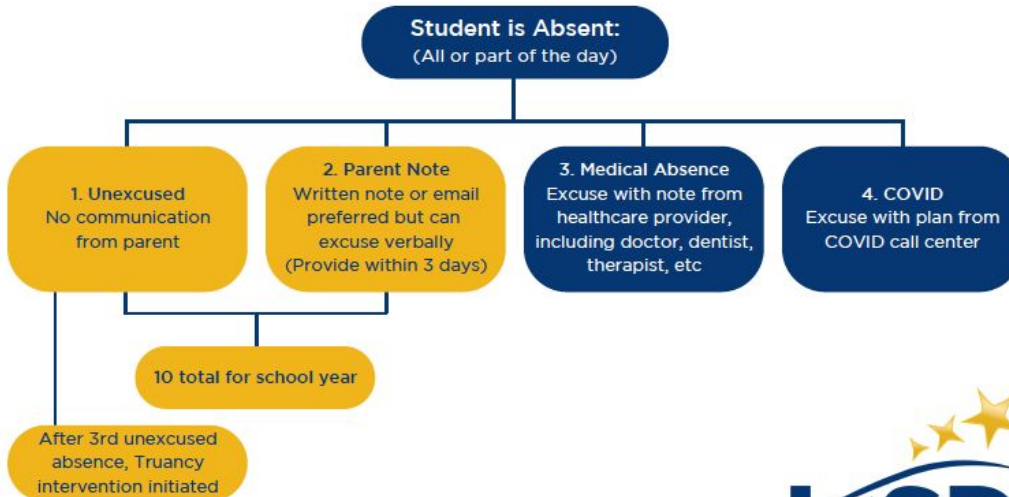 Student is Absent:
(All or part of the day)
1. Unexcused
No communication
from parent
2. Parent Note
Written note or email
preferred but can
excuse verbally
(Provide within 3 days)
3. Medical Absence
Excuse with note from
healthcare provider,
including doctor, dentist,
therapist, etc
4. COVID
Excuse with plan from
COVID call center
10 total for school year
After 3rd unexcused
absence, Truancy
intervention initiated